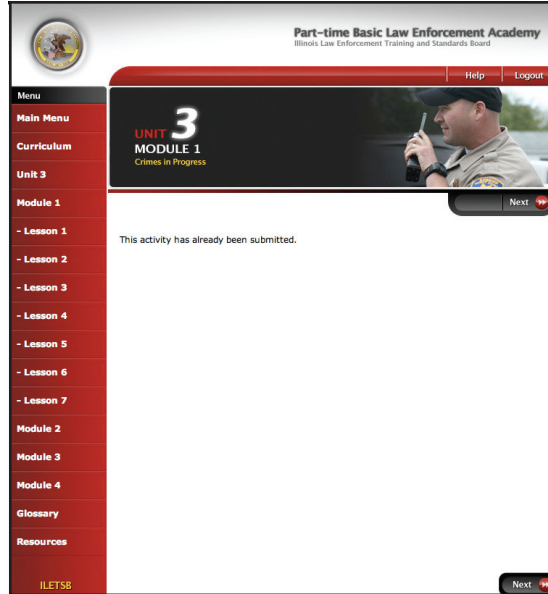 Part-time Basic Law Enforcement Academy
Illinois Law Enforcement Training and Standards Board
Help
Logout
Menu
Main Menu
Curriculum
Unit 3
Module 1
- Lesson 1
- Lesson 2
- Lesson 3
- Lesson 4
- Lesson 5
- Lesson 6
- Lesson 7
Module 2
Module 3
Module 4
Glossary
Resources
ILETSB
UNIT 3
MODULE 1
Crimes in Progress
Next
This activity has already been submitted.
Next